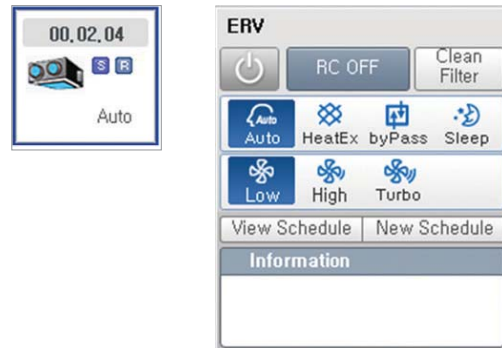 00,02,04
S R
Auto
ERV
RC OFF
Clean
Filter
Auto
Auto HeatEx byPass Sleep
Low High Turbo
View Schedule New Schedule
Information